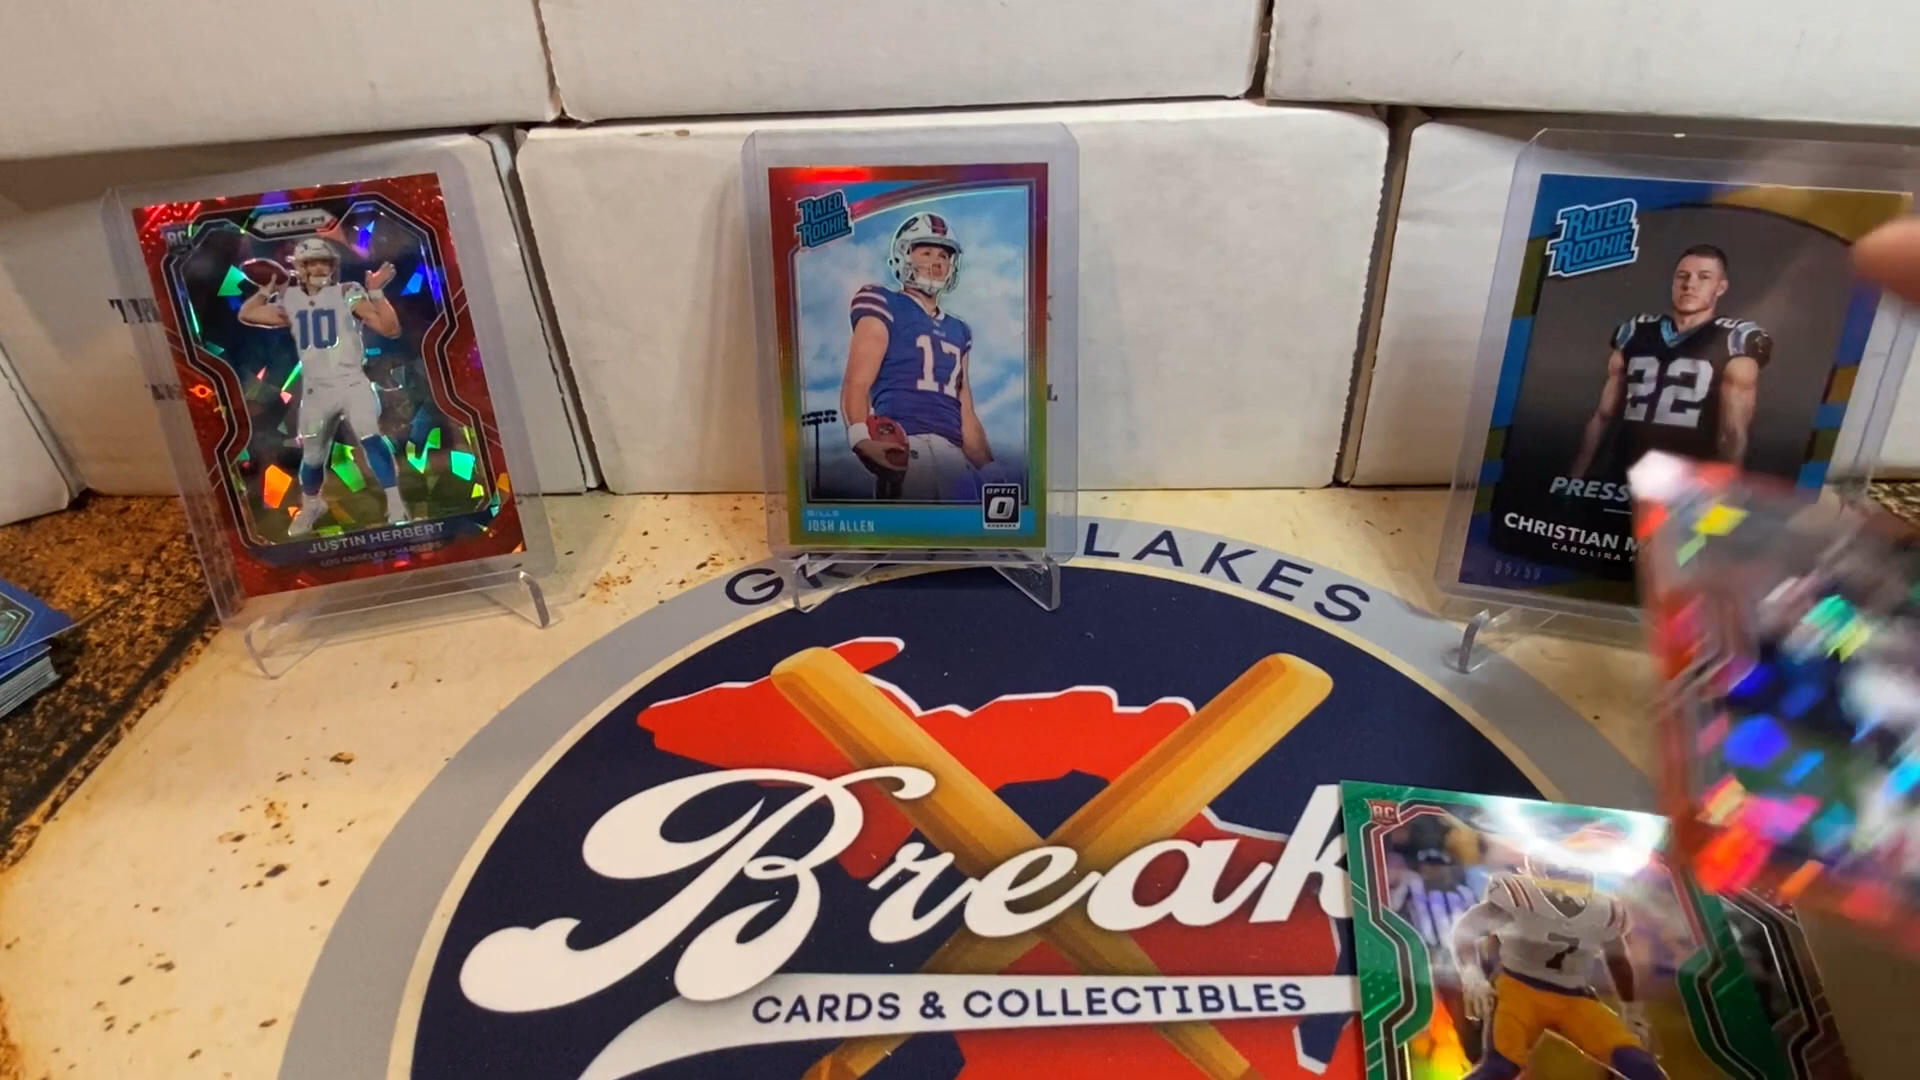 RC
PRIZM
10
JUSTIN HERBERT
LOS ANGELES CHARGERS
RATED
ROOKIE
17
BILLS
JOSH ALLEN
OPTIC
RATED
ROOKIE
22
PRESS
CHRISTIAN M
CAROLINA
LAKES
Break
CARDS & COLLECTIBLES
RC
7